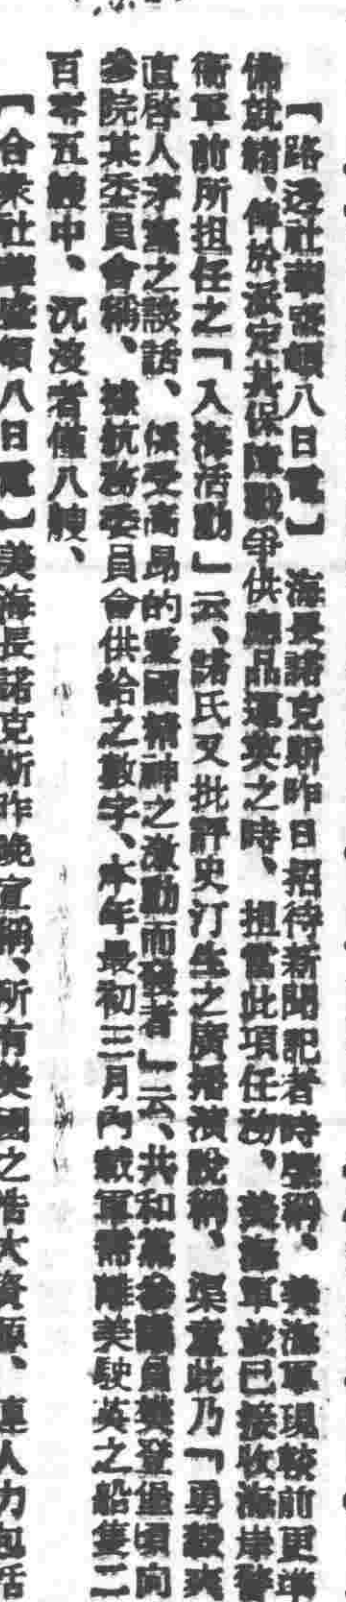 【路透社華盛頓八日電】海長諾克斯昨日招待新聞記者時聲稱、美海軍現較前更準
備就緒、俾於派定其保障戰爭供應品運英之時、担當此項任務、美海軍並已接收海岸警
衛軍前所担任之「入海活動」云、諾氏又批評史汀生之廣播演說稱、渠意此乃「勇毅爽
直啓人茅塞之談話、係受高昂的愛國精神之激動而發者」云、共和黨參議員樊登堡頃向
參院某委員會稱、據航務委員會供給之數字、本年最初三月內載軍需離美駛英之船隻二
百零五艘中、沉沒者僅八艘、
【合衆社華盛頓八日電】美海長諾克斯昨晚宣稱、所有美國之浩大資源、連人力包括